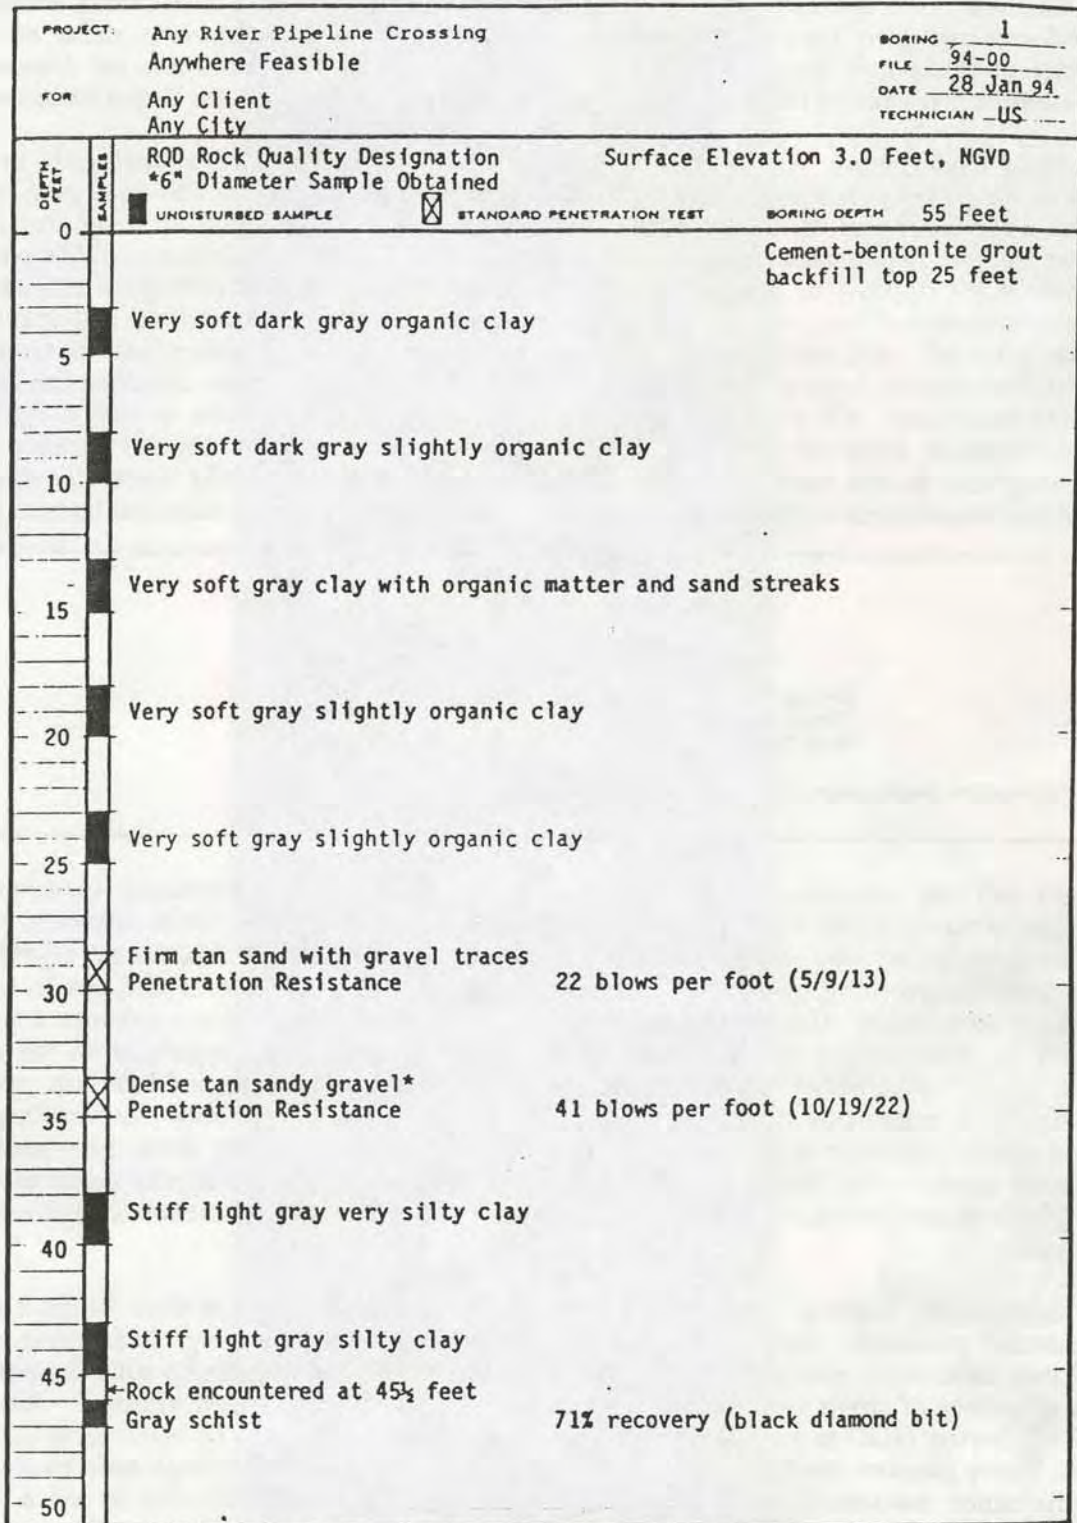 PROJECT: Any River Pipeline Crossing
Anywhere Feasible
FOR Any Client
Any City
BORING 1
FILE 94-00
DATE 28 Jan 94
TECHNICIAN US
DEPTH FEET
SAMPLES
RQD Rock Quality Designation
*6" Diameter Sample Obtained
Surface Elevation 3.0 Feet, NGVD
UNDISTURBED SAMPLE
STANDARD PENETRATION TEST
BORING DEPTH 55 Feet
0
Cement-bentonite grout
backfill top 25 feet
Very soft dark gray organic clay
5
Very soft dark gray slightly organic clay
10
Very soft gray clay with organic matter and sand streaks
15
Very soft gray slightly organic clay
20
Very soft gray slightly organic clay
25
Firm tan sand with gravel traces
Penetration Resistance 22 blows per foot (5/9/13)
30
Dense tan sandy gravel*
Penetration Resistance 41 blows per foot (10/19/22)
35
Stiff light gray very silty clay
40
Stiff light gray silty clay
45
Rock encountered at 45½ feet
Gray schist 71% recovery (black diamond bit)
50